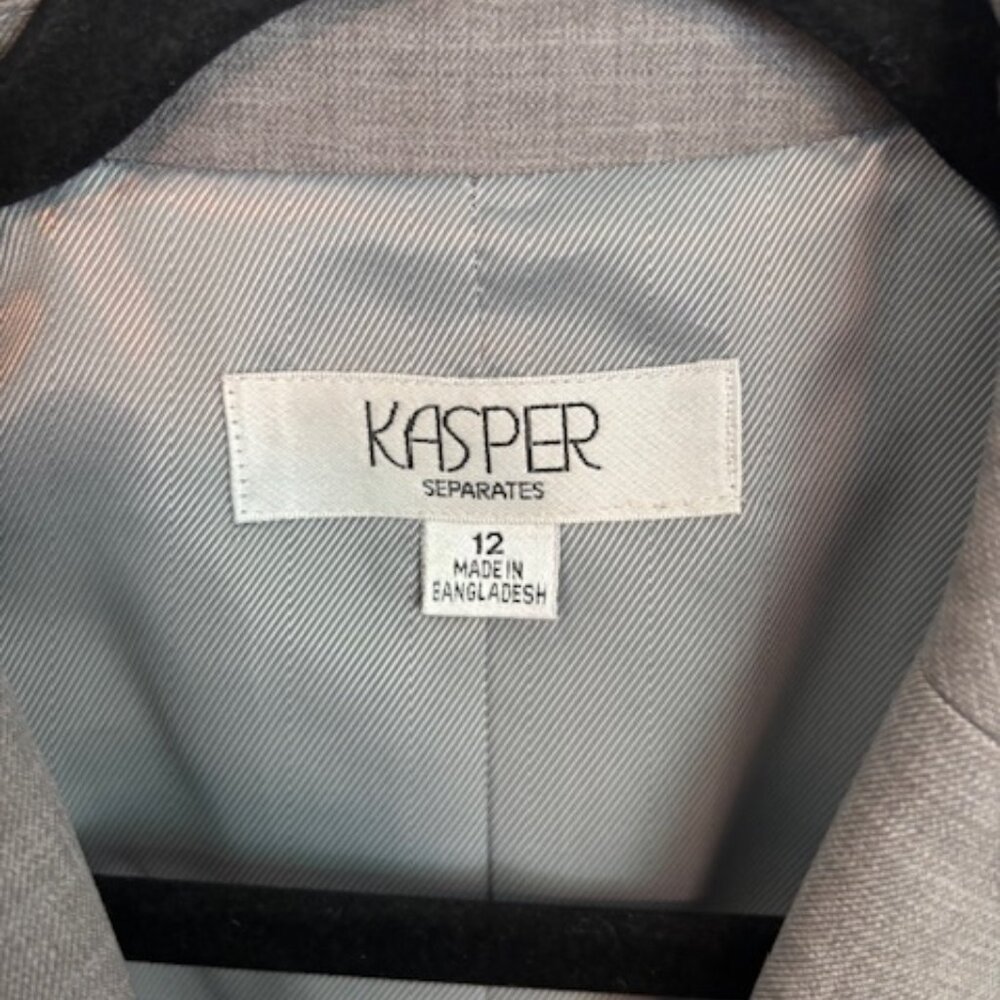 KASPER
SEPARATES
12
MADE IN
BANGLADESH